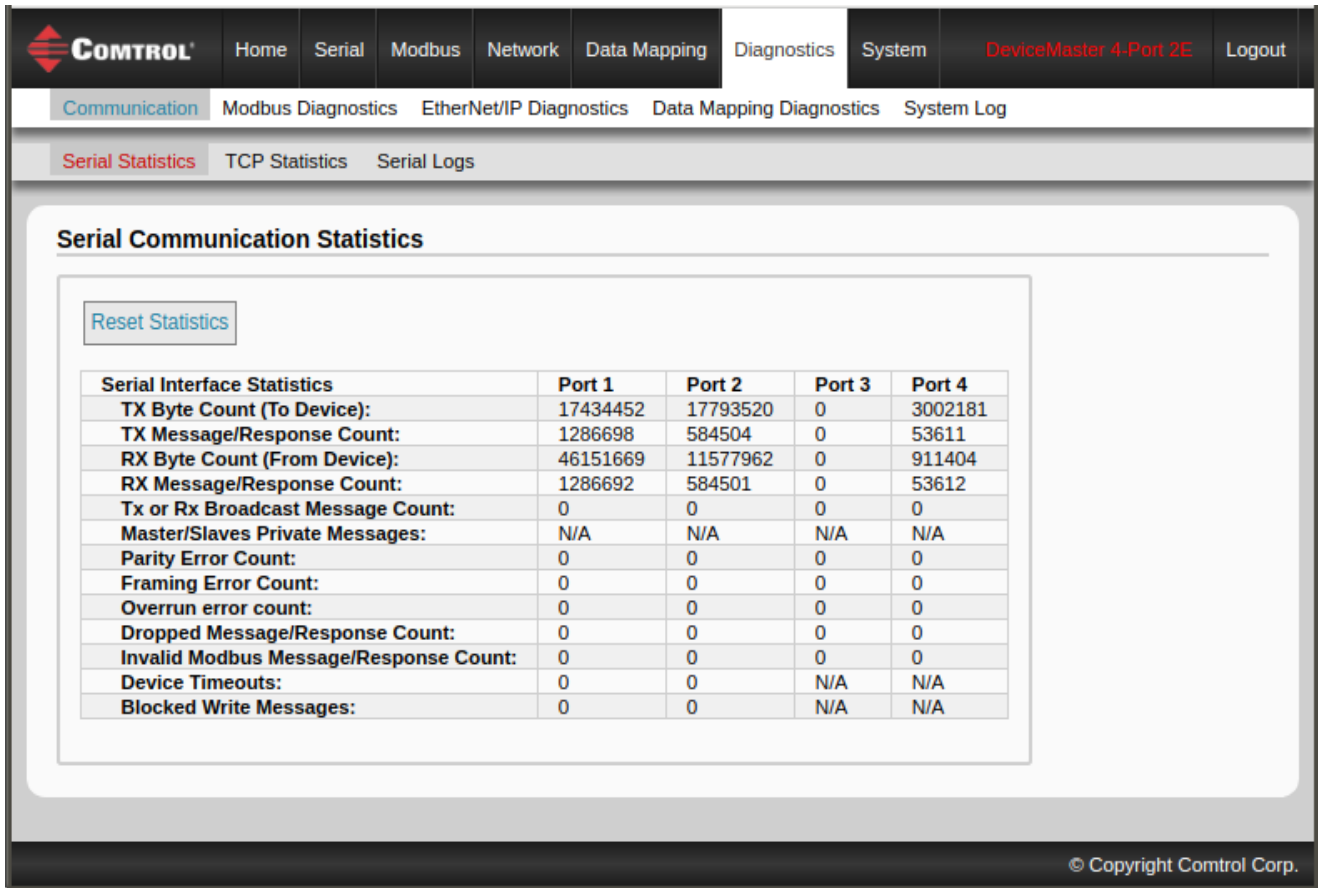 COMTROL Home Serial Modbus Network Data Mapping Diagnostics System DeviceMaster 4-Port 2E Logout
Communication Modbus Diagnostics EtherNet/IP Diagnostics Data Mapping Diagnostics System Log
Serial Statistics TCP Statistics Serial Logs
Serial Communication Statistics
Reset Statistics
Serial Interface Statistics Port 1 Port 2 Port 3 Port 4
TX Byte Count (To Device): 17434452 17793520 0 3002181
TX Message/Response Count: 1286698 584504 0 53611
RX Byte Count (From Device): 46151669 11577962 0 911404
RX Message/Response Count: 1286692 584501 0 53612
Tx or Rx Broadcast Message Count: 0 0 0 0
Master/Slaves Private Messages: N/A N/A N/A N/A
Parity Error Count: 0 0 0 0
Framing Error Count: 0 0 0 0
Overrun error count: 0 0 0 0
Dropped Message/Response Count: 0 0 0 0
Invalid Modbus Message/Response Count: 0 0 0 0
Device Timeouts: 0 0 N/A N/A
Blocked Write Messages: 0 0 N/A N/A
© Copyright Comtrol Corp.